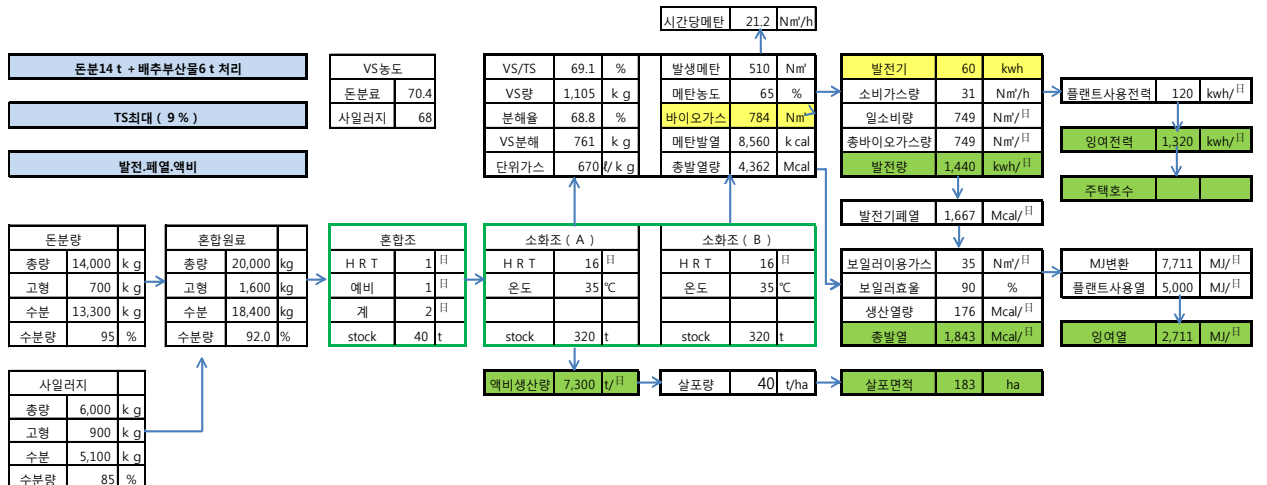 시간당메탄 21.2 N㎥/h
돈분14 t + 배추부산물6 t 처리
TS최대 ( 9 % )
발전.페열.액비
VS농도
돈분료 70.4
사일러지 68
VS/TS 69.1 %
VS량 1,105 k g
분해율 68.8 %
VS분해 761 k g
단위가스 670 ℓ/ k g
발생메탄 510 N㎥
메탄농도 65 %
바이오가스 784 N㎥
메탄발열 8,560 k cal
총발열량 4,362 Mcal
발전기 60 kwh
소비가스량 31 N㎥/h
일소비량 749 N㎥/日
총바이오가스량 749 N㎥/日
발전량 1,440 kwh/日
플랜트사용전력 120 kwh/日
잉여전력 1,320 kwh/日
주택호수
발전기폐열 1,667 Mcal/日
돈분량
총량 14,000 k g
고형 700 k g
수분 13,300 k g
수분량 95 %
혼합원료
총량 20,000 kg
고형 1,600 kg
수분 18,400 kg
수분량 92.0 %
혼합조
H R T 1 日
예비 1 日
계 2 日
stock 40 t
소화조 ( A )
H R T 16 日
온도 35 ℃
stock 320 t
소화조 ( B )
H R T 16 日
온도 35 ℃
stock 320 t
보일러이용가스 35 N㎥/日
보일러효율 90 %
생산열량 176 Mcal/日
총발열 1,843 Mcal/日
MJ변환 7,711 MJ/日
플랜트사용열 5,000 MJ/日
잉여열 2,711 MJ/日
사일러지
총량 6,000 k g
고형 900 k g
수분 5,100 k g
수분량 85 %
액비생산량 7,300 t/日
살포량 40 t/ha
살포면적 183 ha